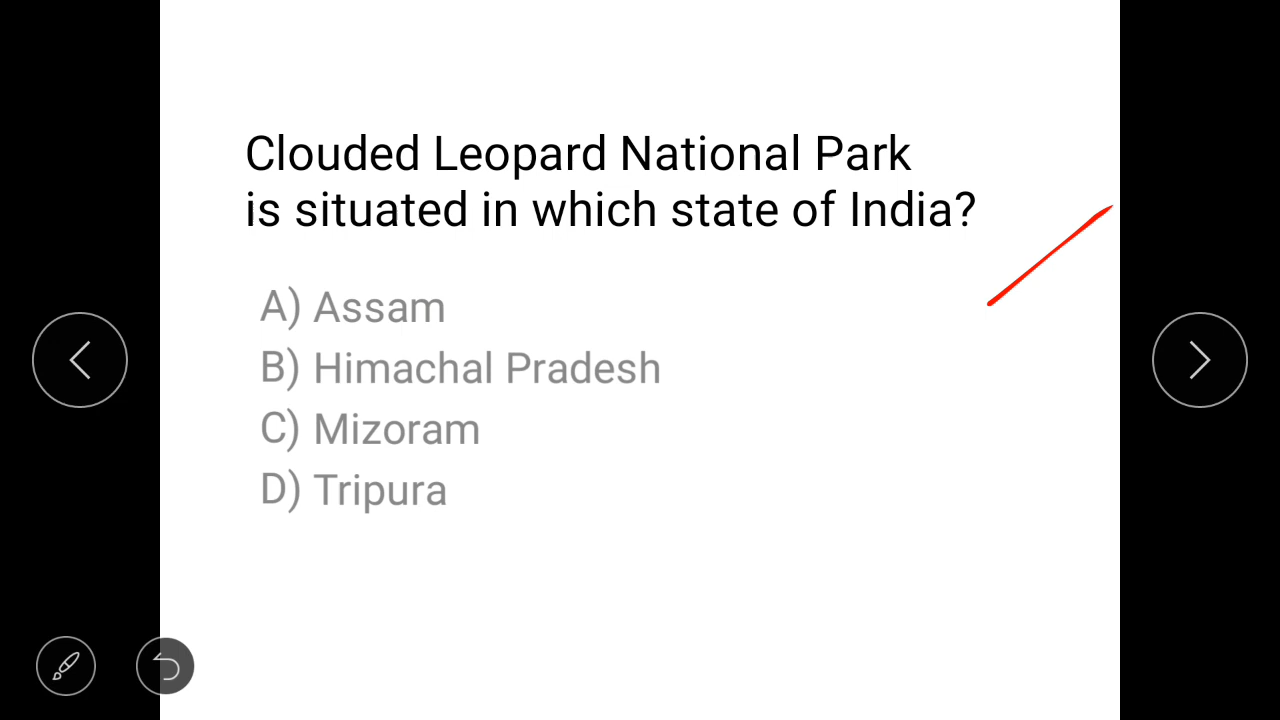 Clouded Leopard National Park
is situated in which state of India?
A) Assam
B) Himachal Pradesh
C) Mizoram
D) Tripura